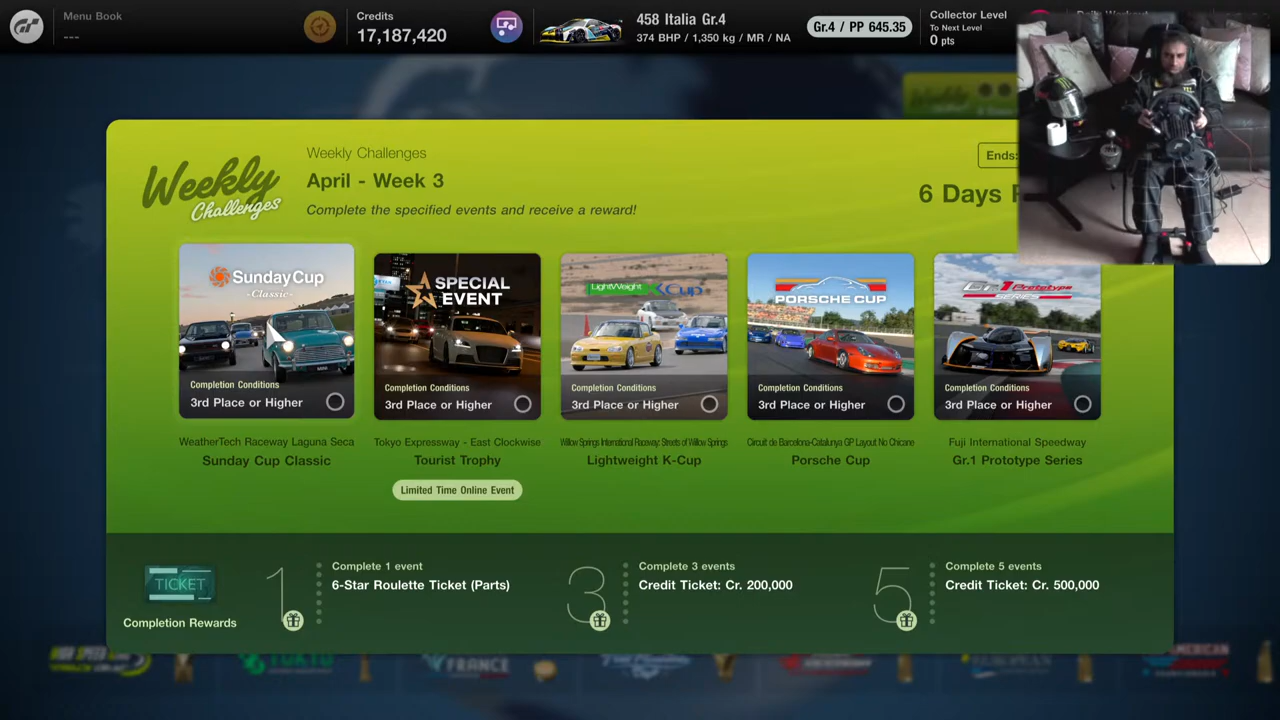 Menu Book
---
Credits
17,187,420
458 Italia Gr.4
374 BHP / 1,350 kg / MR / NA
Gr.4 / PP 645.35
Collector Level
To Next Level
0 pts
Weekly Challenges
Weekly Challenges
April - Week 3
Complete the specified events and receive a reward!
Ends:
6 Days
SundayCup
-Classic-
Completion Conditions
3rd Place or Higher
WeatherTech Raceway Laguna Seca
Sunday Cup Classic
SPECIAL EVENT
Completion Conditions
3rd Place or Higher
Tokyo Expressway - East Clockwise
Tourist Trophy
Limited Time Online Event
LightWeight K Cup
Completion Conditions
3rd Place or Higher
Willow Springs International Raceway: Streets of Willow Springs
Lightweight K-Cup
PORSCHE CUP
Completion Conditions
3rd Place or Higher
Circuit de Barcelona-Catalunya GP Layout No Chicane
Porsche Cup
Gr.1 Prototype SERIES
Completion Conditions
3rd Place or Higher
Fuji International Speedway
Gr.1 Prototype Series
TICKET
Completion Rewards
1
Complete 1 event
6-Star Roulette Ticket (Parts)
3
Complete 3 events
Credit Ticket: Cr. 200,000
5
Complete 5 events
Credit Ticket: Cr. 500,000
TOKYO
FRANCE
AMERICAN